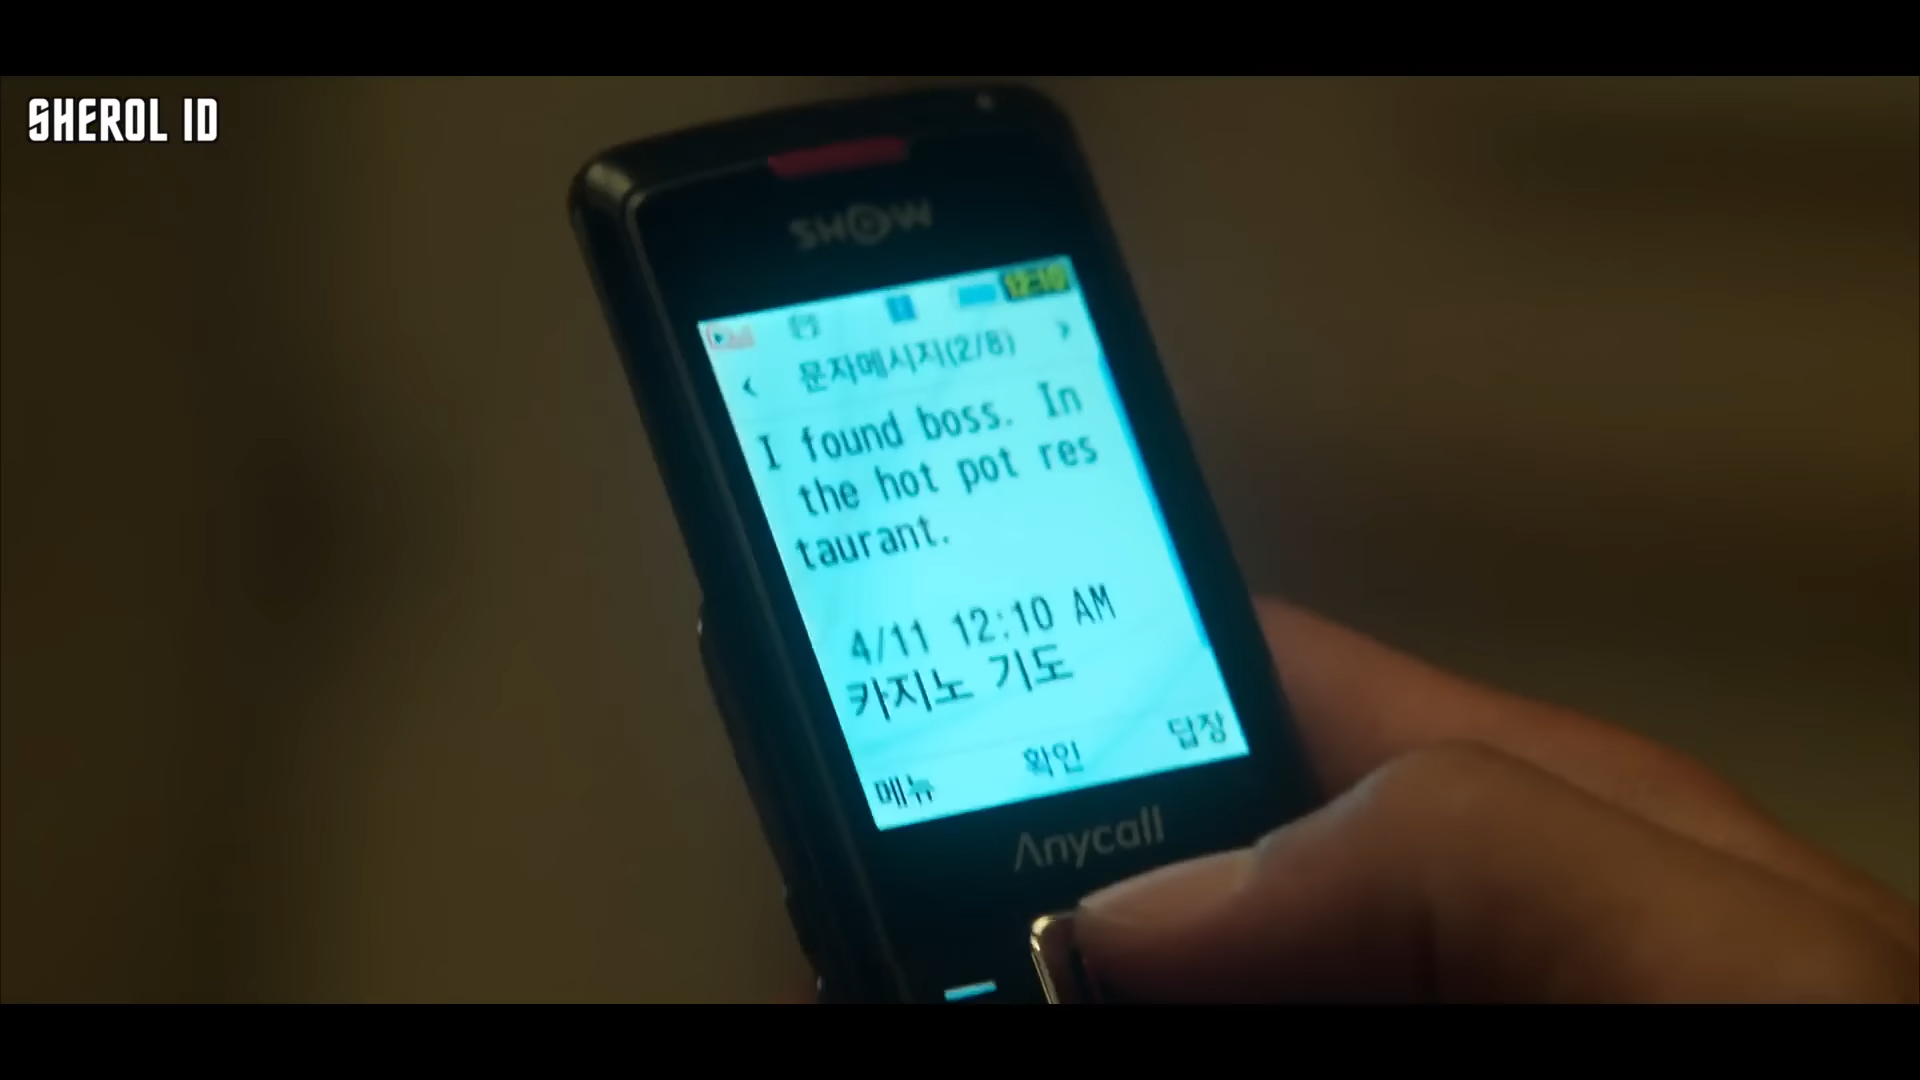 SHEROL ID
SHOW
12:10
문자메시지(2/8)
I found boss. In
the hot pot res
taurant.
4/11 12:10 AM
카지노 기도
메뉴 확인 답장
Anycall